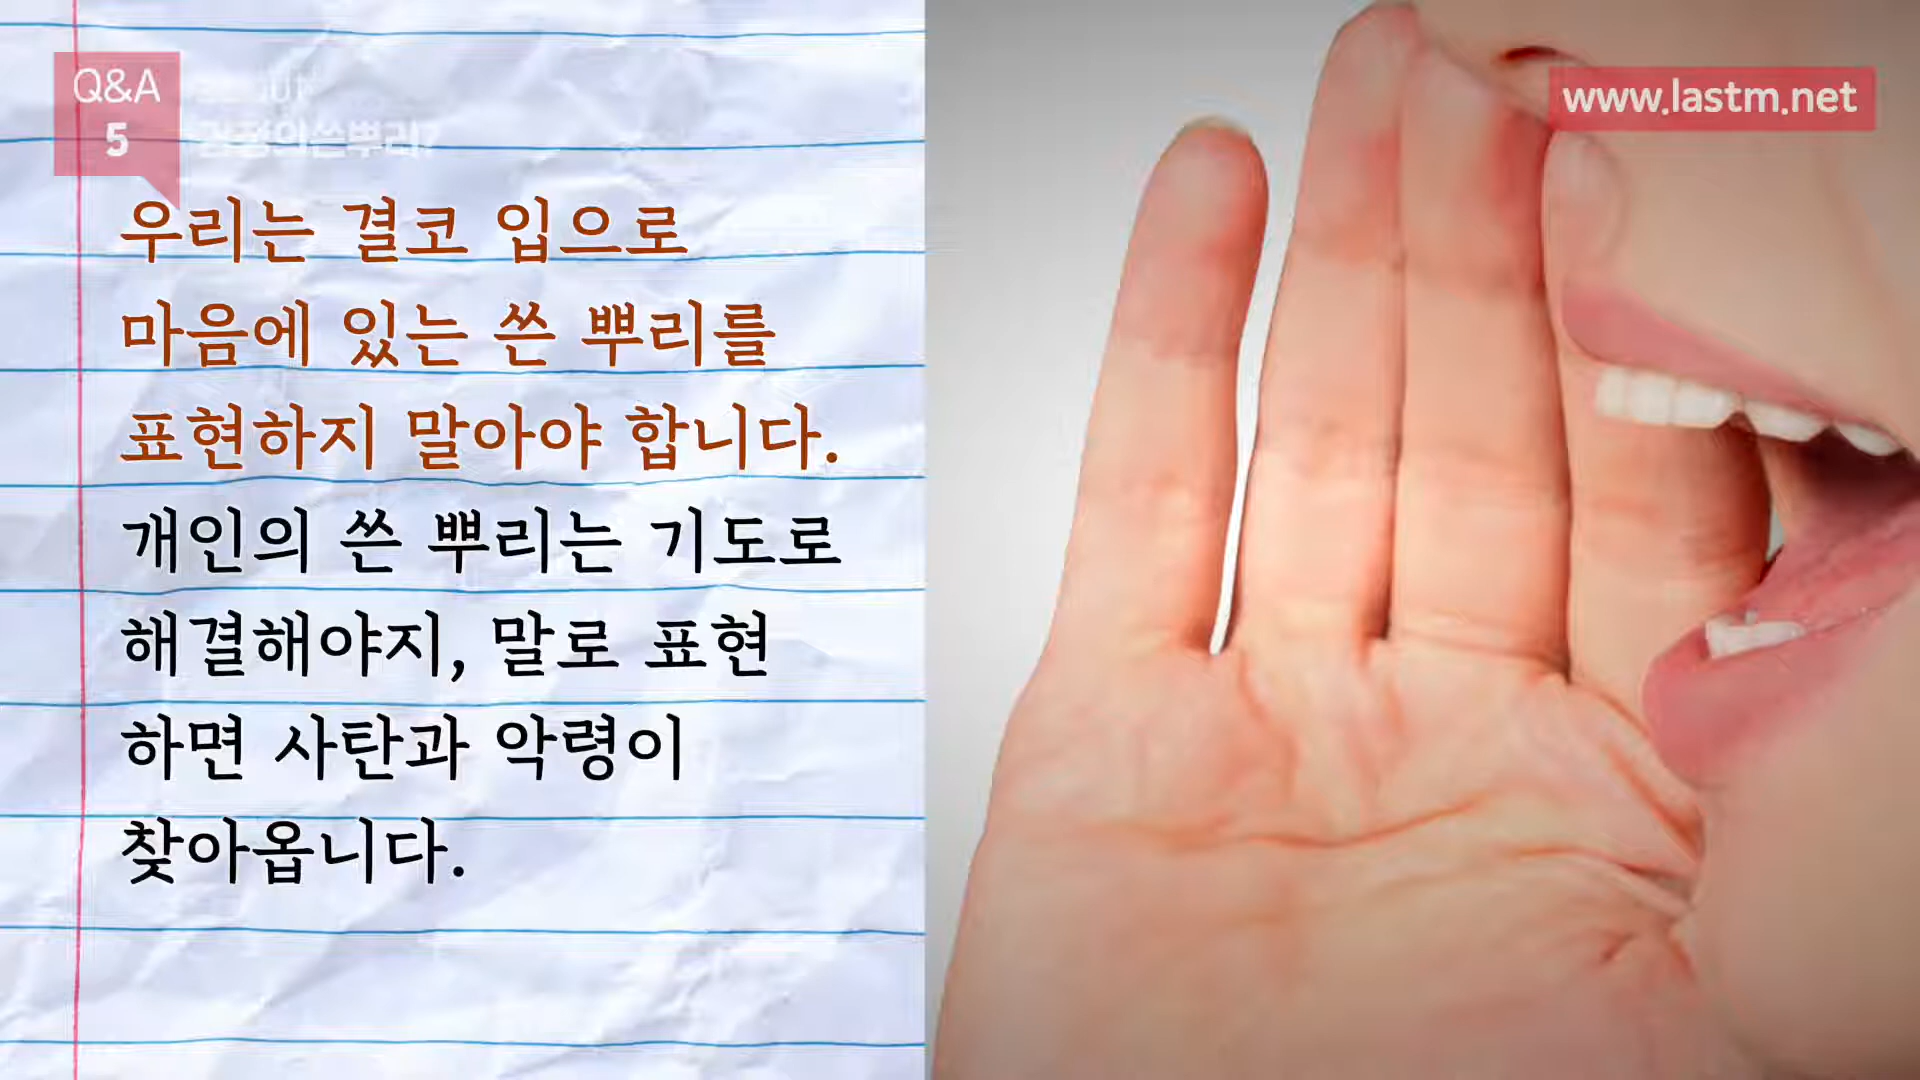 Q&A
5
www.lastm.net
우리는 결코 입으로
마음에 있는 쓴 뿌리를
표현하지 말아야 합니다.
개인의 쓴 뿌리는 기도로
해결해야지, 말로 표현
하면 사탄과 악령이
찾아옵니다.